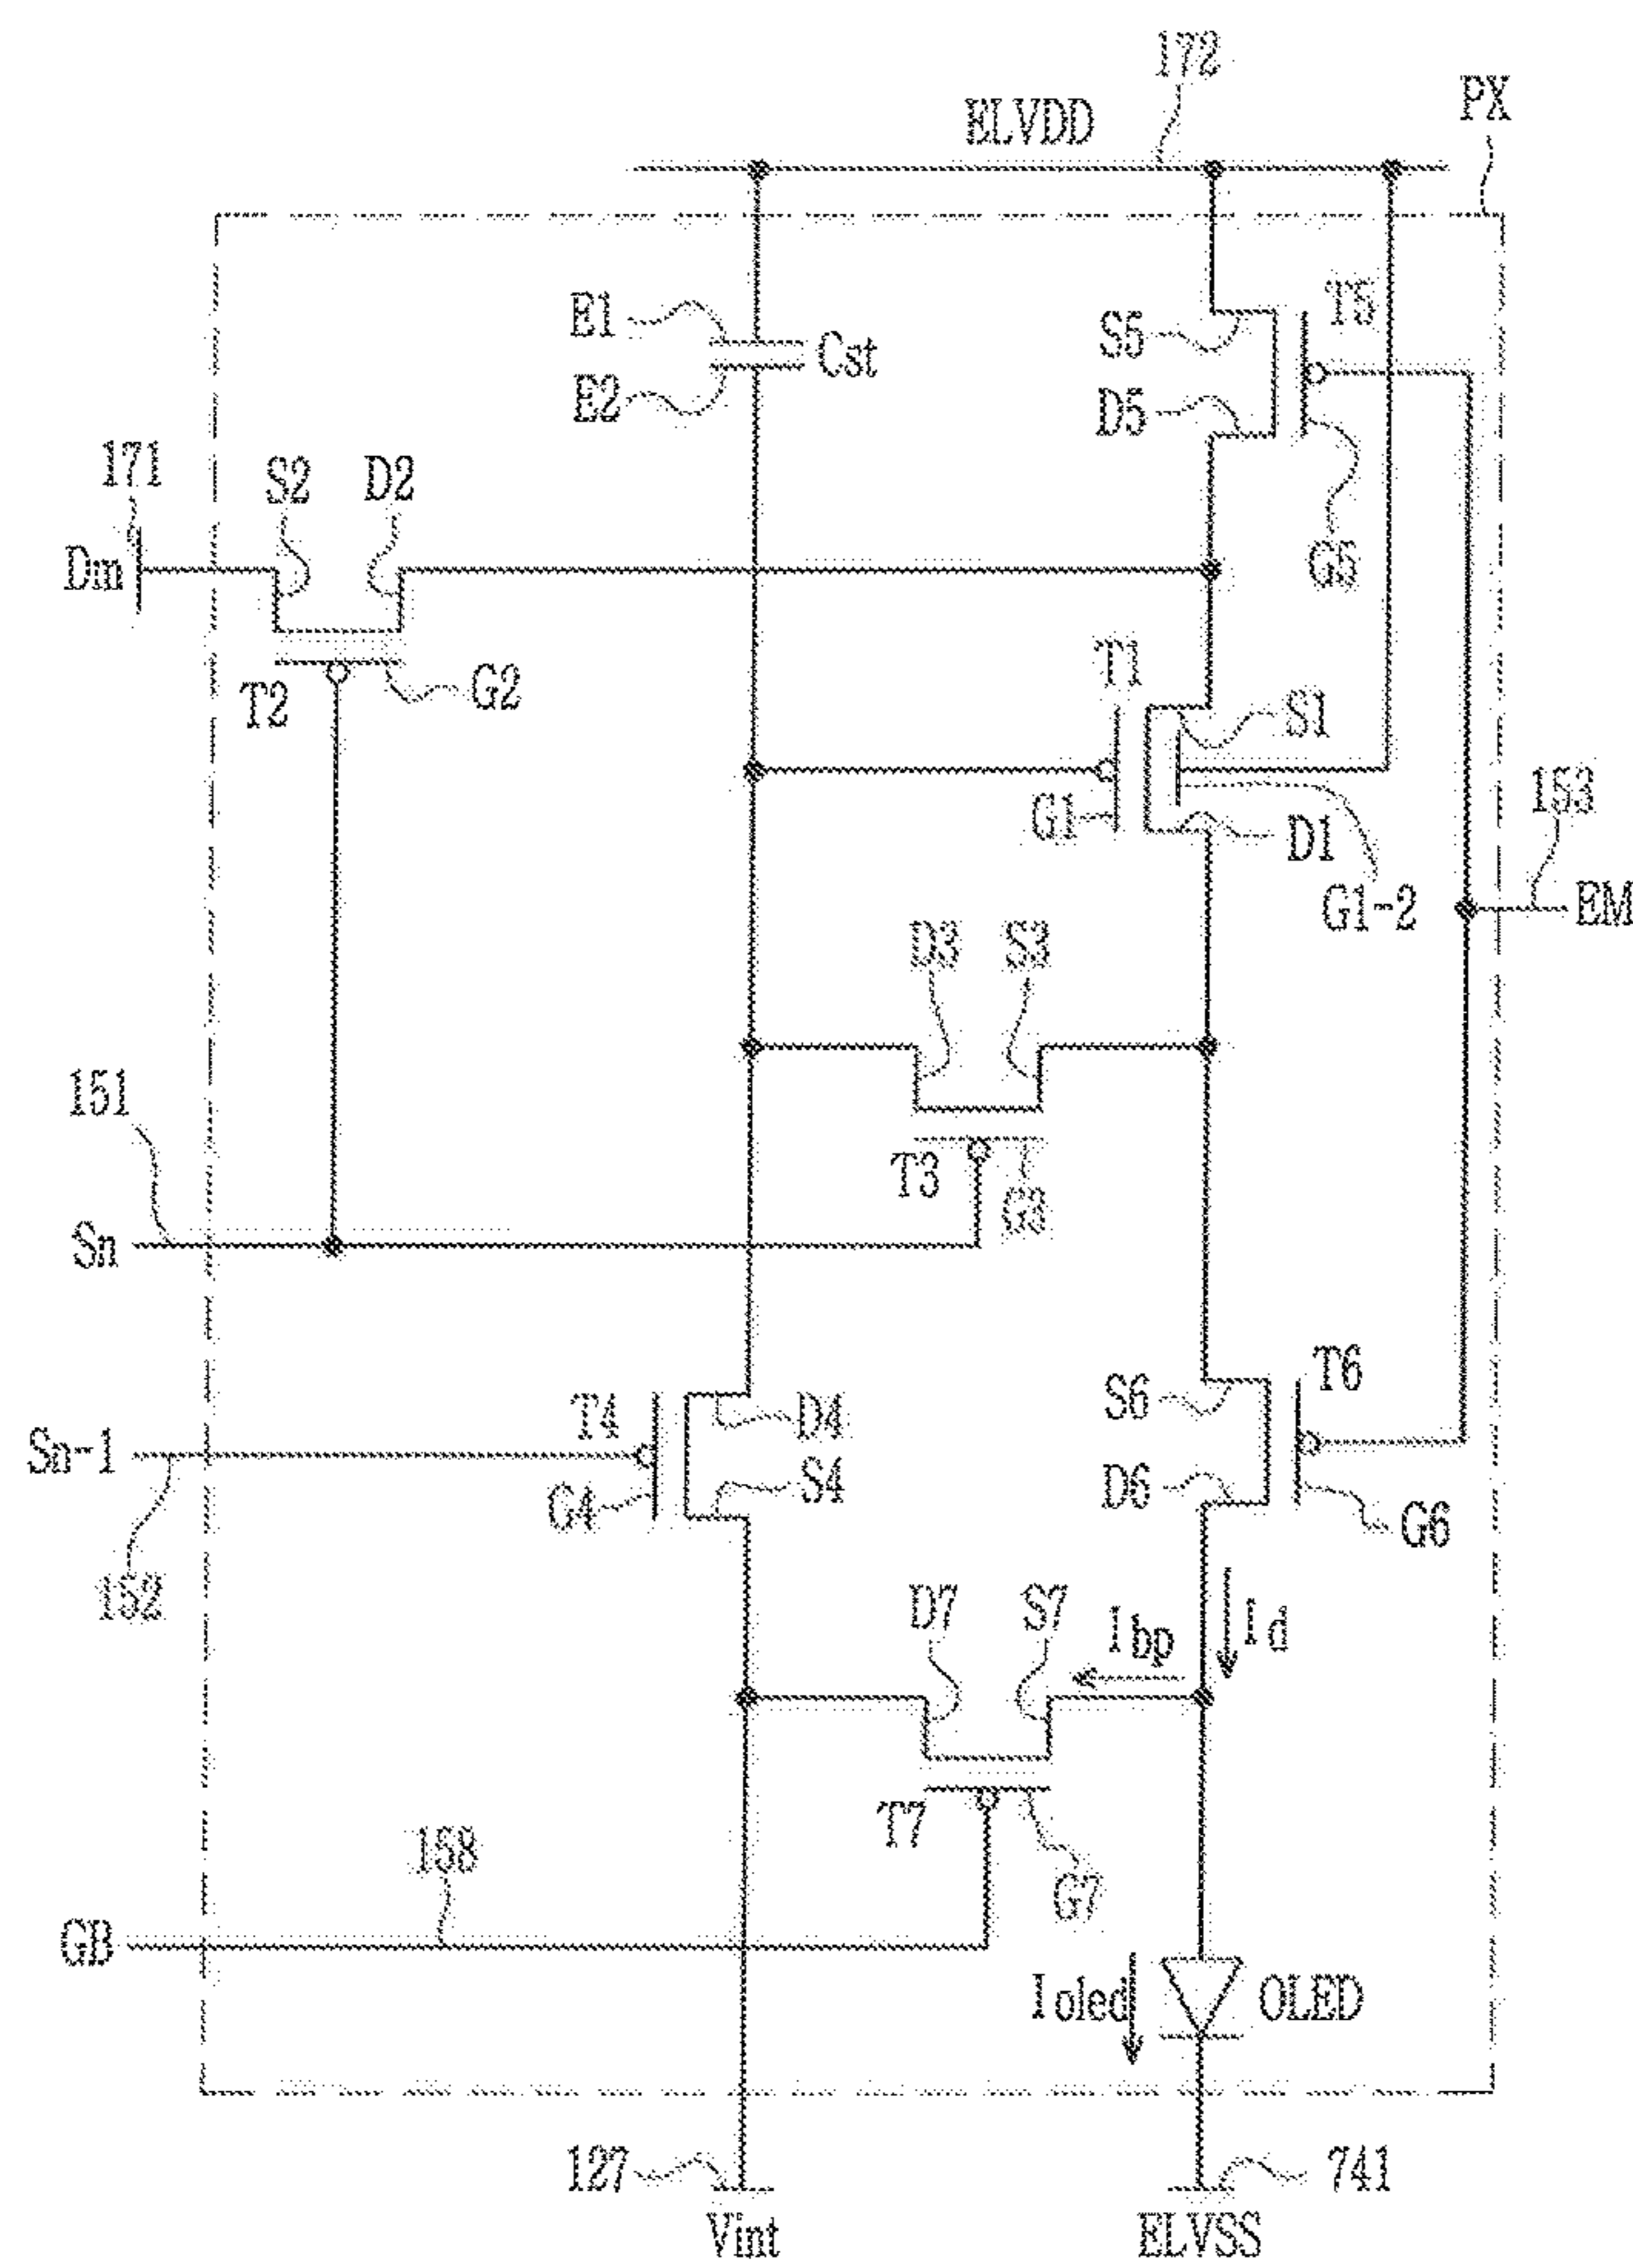 172
ELVDD
PX
E1
Cst
E2
S5
T5
D5
171
S2
D2
Dm
G5
T2
G2
T1
S1
G1
D1
153
G1-2
EM
D3
S3
151
T3
G3
Sn
T4
D4
S6
T6
Sn-1
G4
S4
D6
G6
152
D7
S7
Ibp
Id
T7
158
G7
GB
Ioled
OLED
127
741
Vint
ELVSS